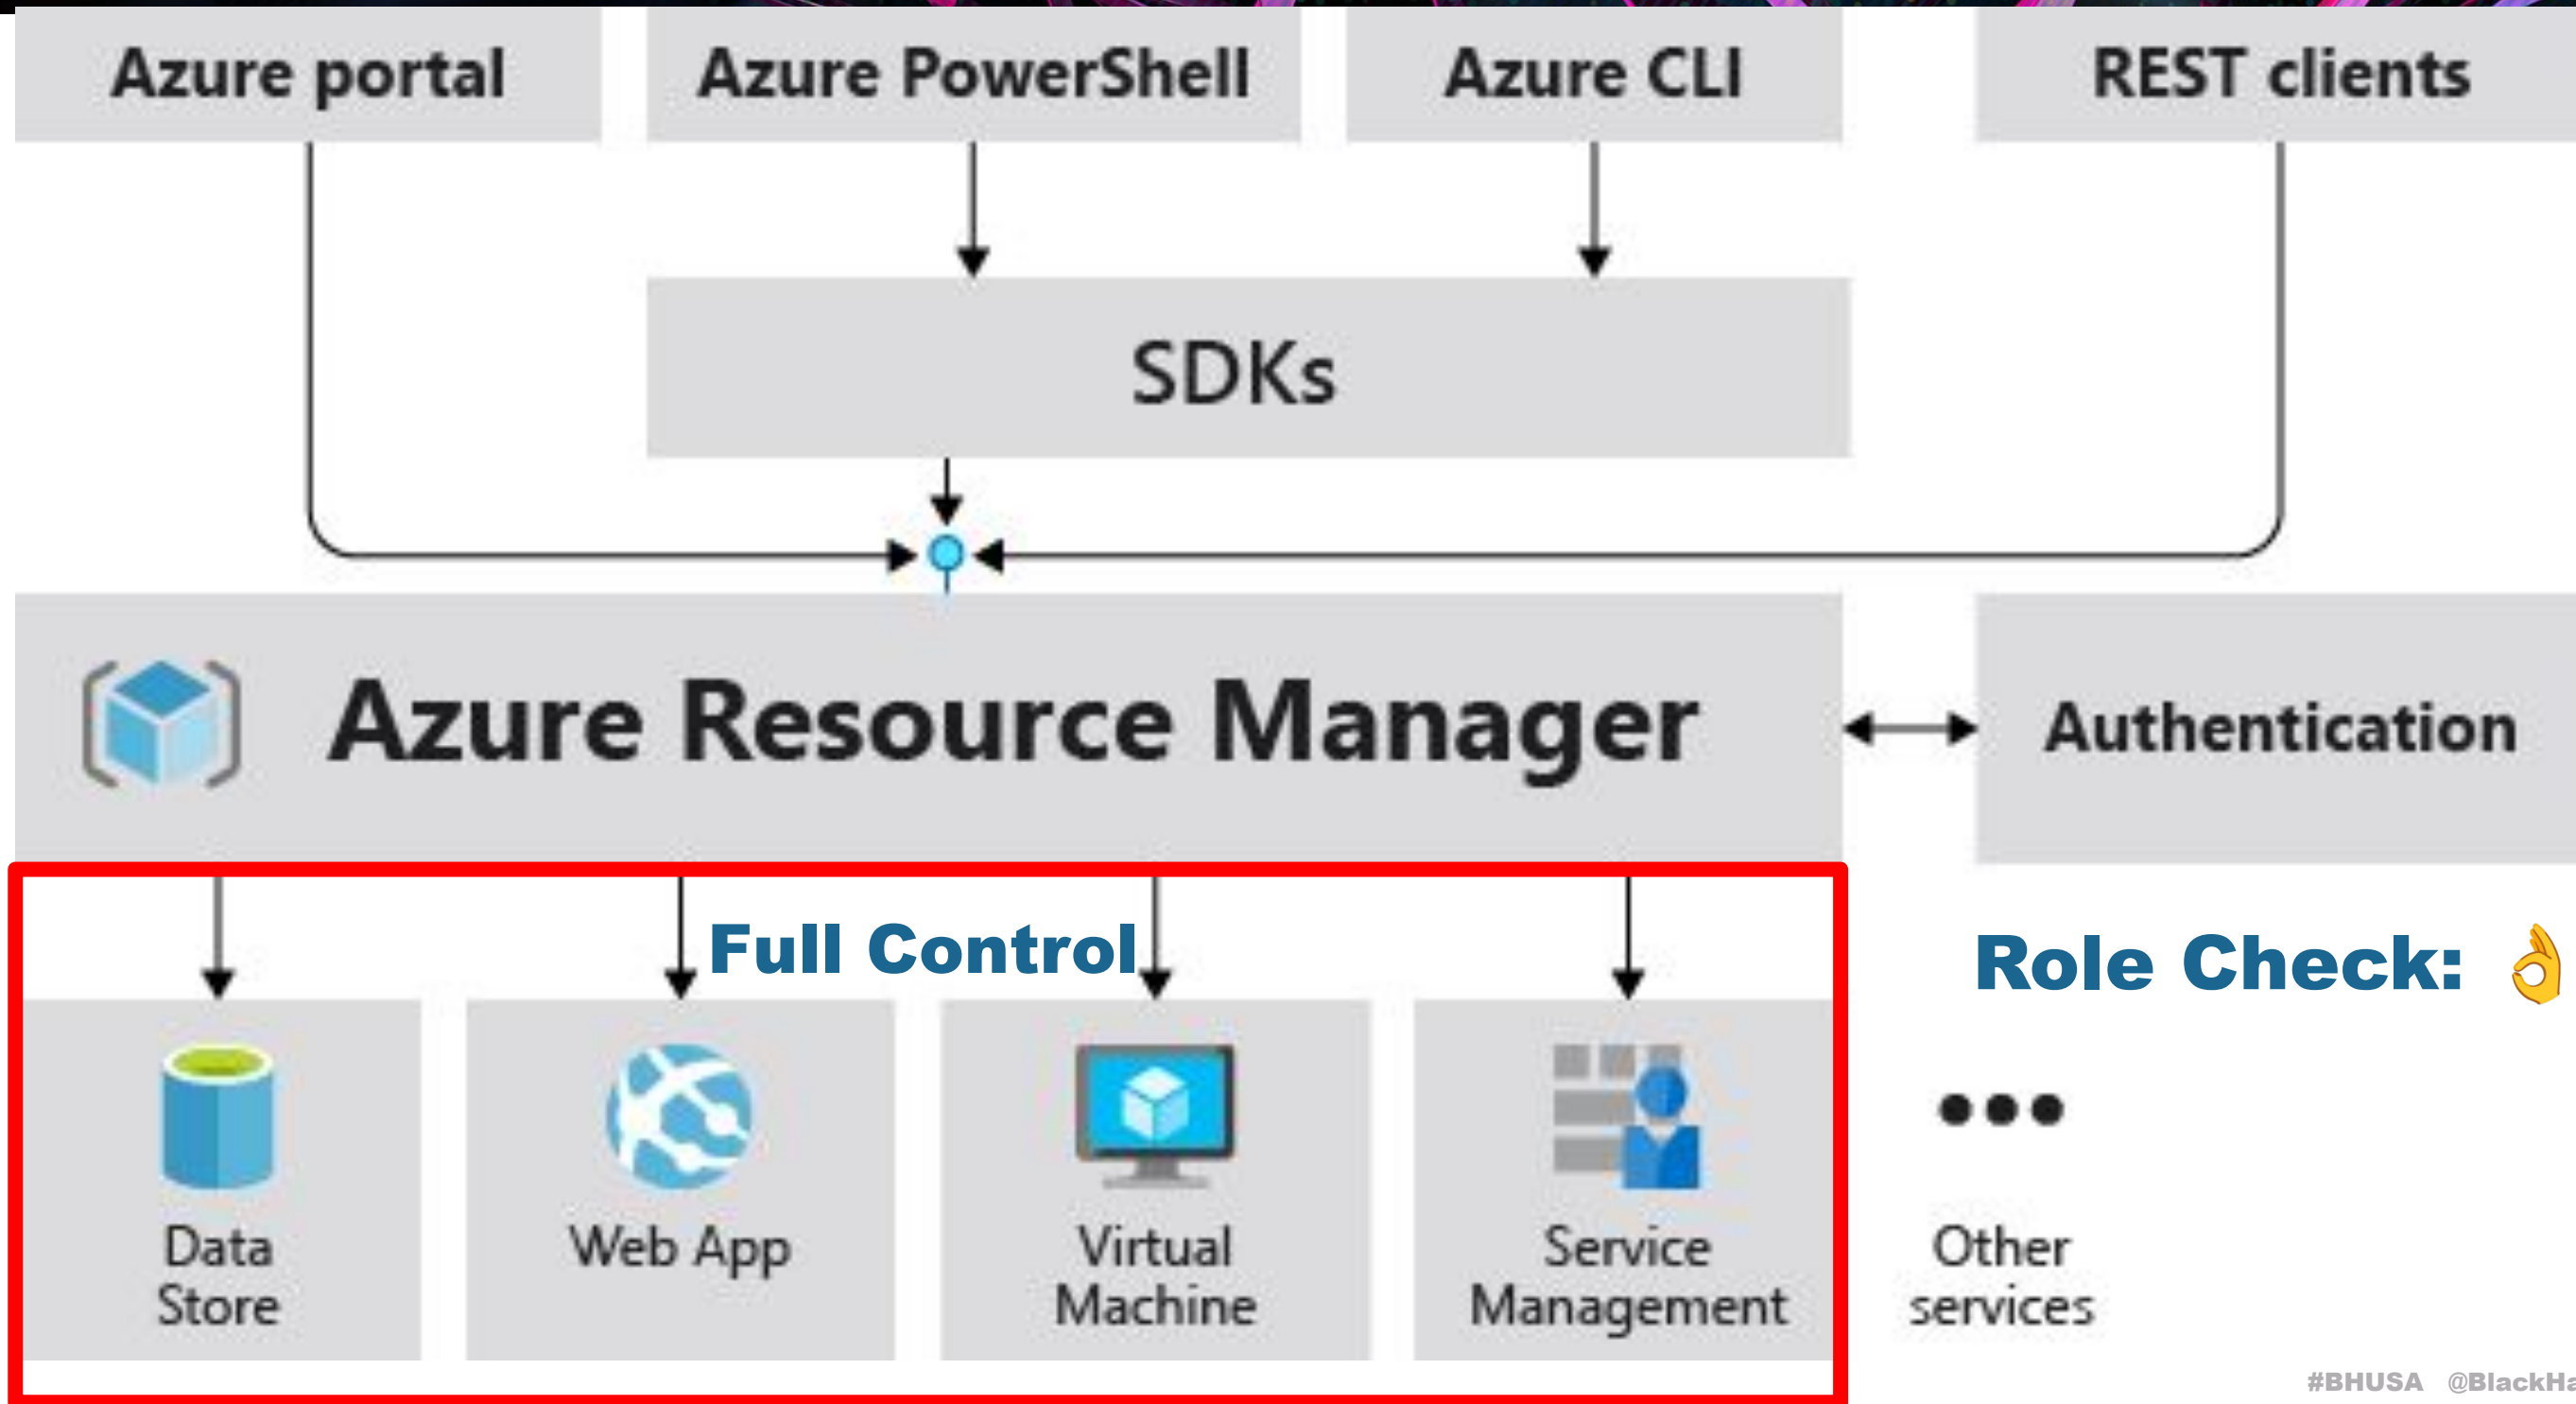 Azure portal
Azure PowerShell
Azure CLI
REST clients
SDKs
Azure Resource Manager
Authentication
Full Control
Role Check: 👌
Data
Store
Web App
Virtual
Machine
Service
Management
Other
services
#BHUSA @BlackHa